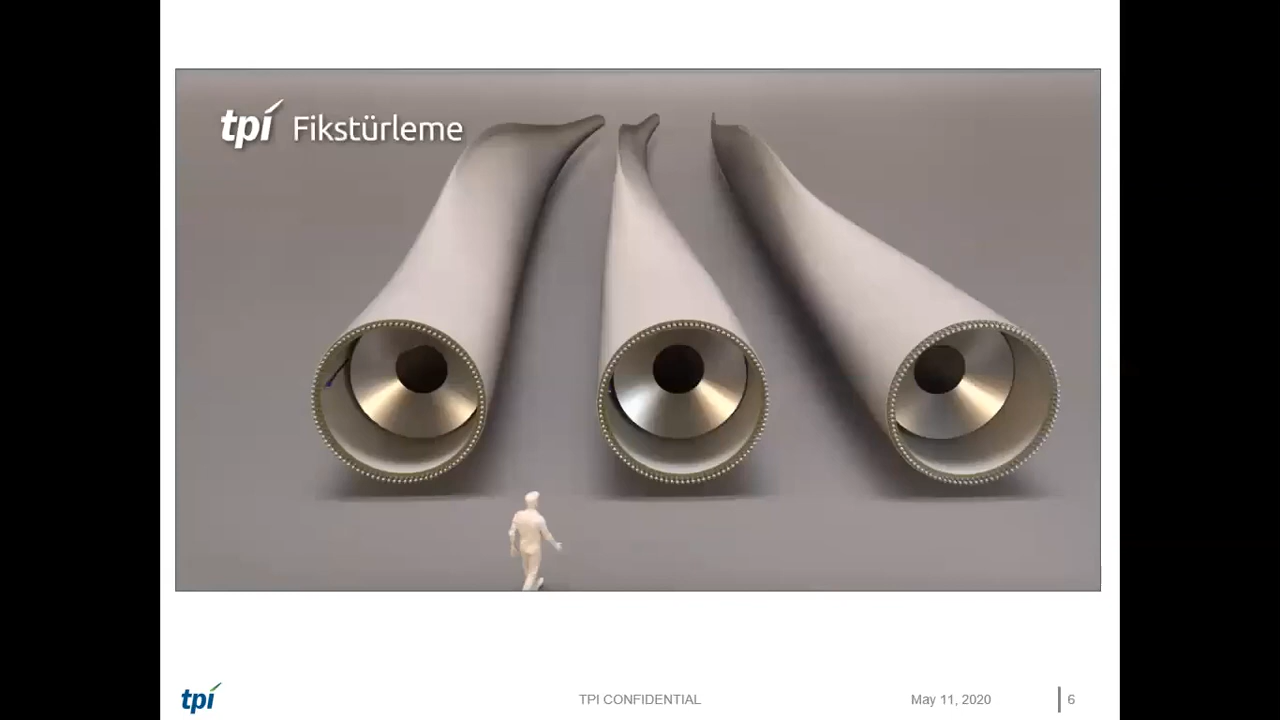 tpi Fikstürleme
tpi
TPI CONFIDENTIAL
May 11, 2020
6